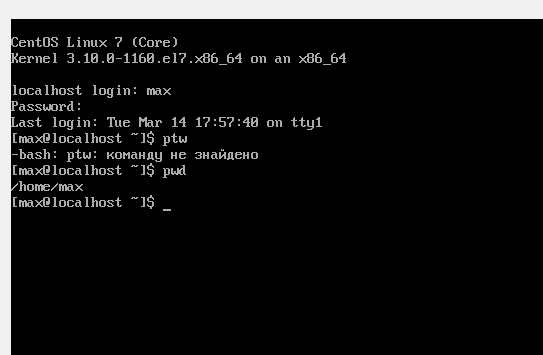 CentOS Linux 7 (Core)
Kernel 3.10.0-1160.el7.x86_64 on an x86_64
localhost login: max
Password:
Last login: Tue Mar 14 17:57:40 on tty1
[max@localhost ~]$ ptw
-bash: ptw: команду не знайдено
[max@localhost ~]$ pwd
/home/max
[max@localhost ~]$ _